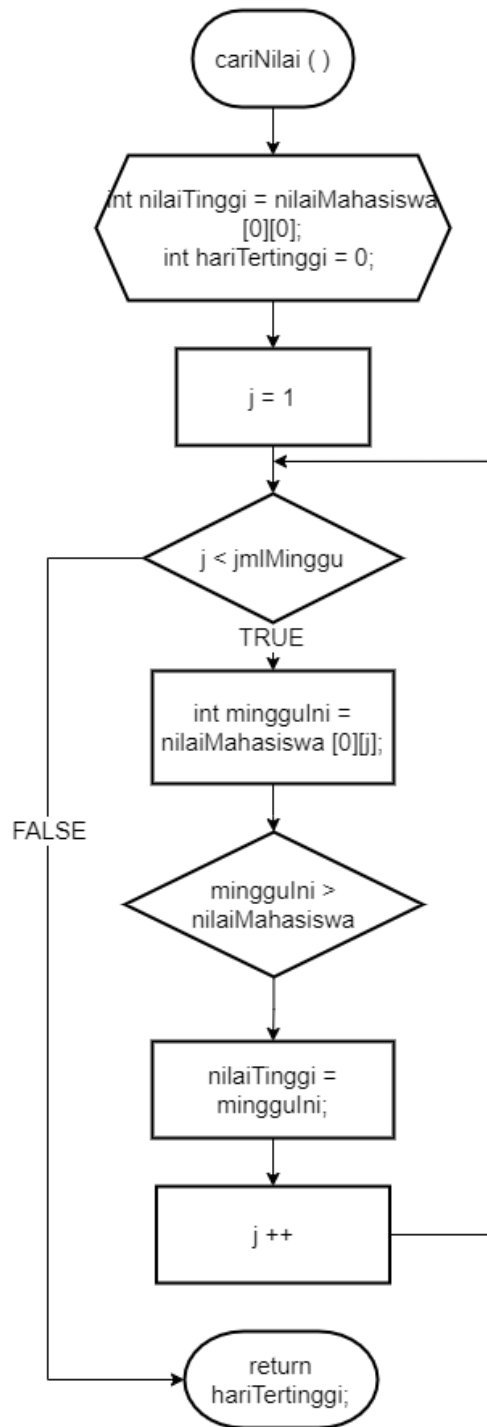 cariNilai ( )
int nilaiTinggi = nilaiMahasiswa
[0][0];
int hariTertinggi = 0;
j = 1
j < jmlMinggu
TRUE
int mingguIni =
nilaiMahasiswa [0][j];
FALSE
mingguIni >
nilaiMahasiswa
nilaiTinggi =
mingguIni;
j ++
return
hariTertinggi;